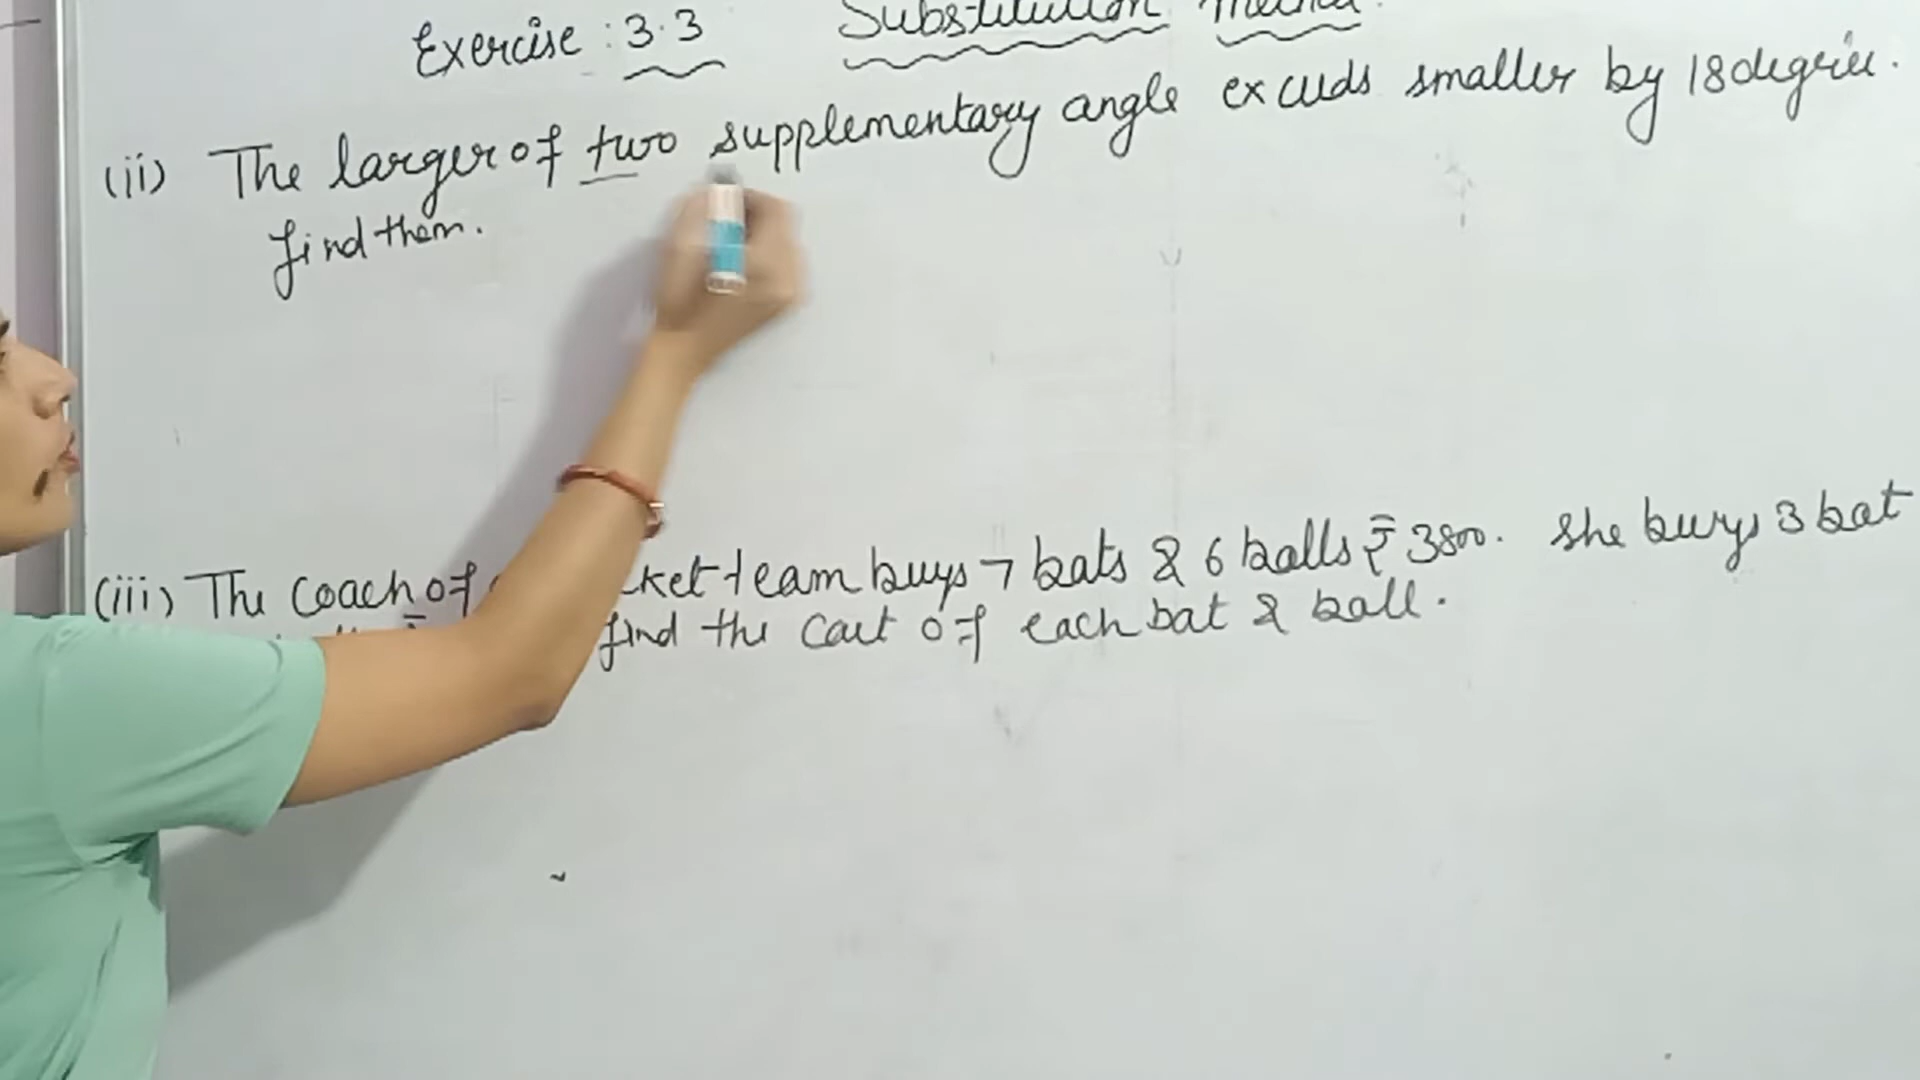 Exercise : 3.3 Substitution Method.
(ii) The larger of two supplementary angle exceeds smaller by 18 degree.
find them.
(iii) The coach of team buys 7 bats & 6 balls ₹ 3800. She buys 3 bat
find the cost of each bat & ball.